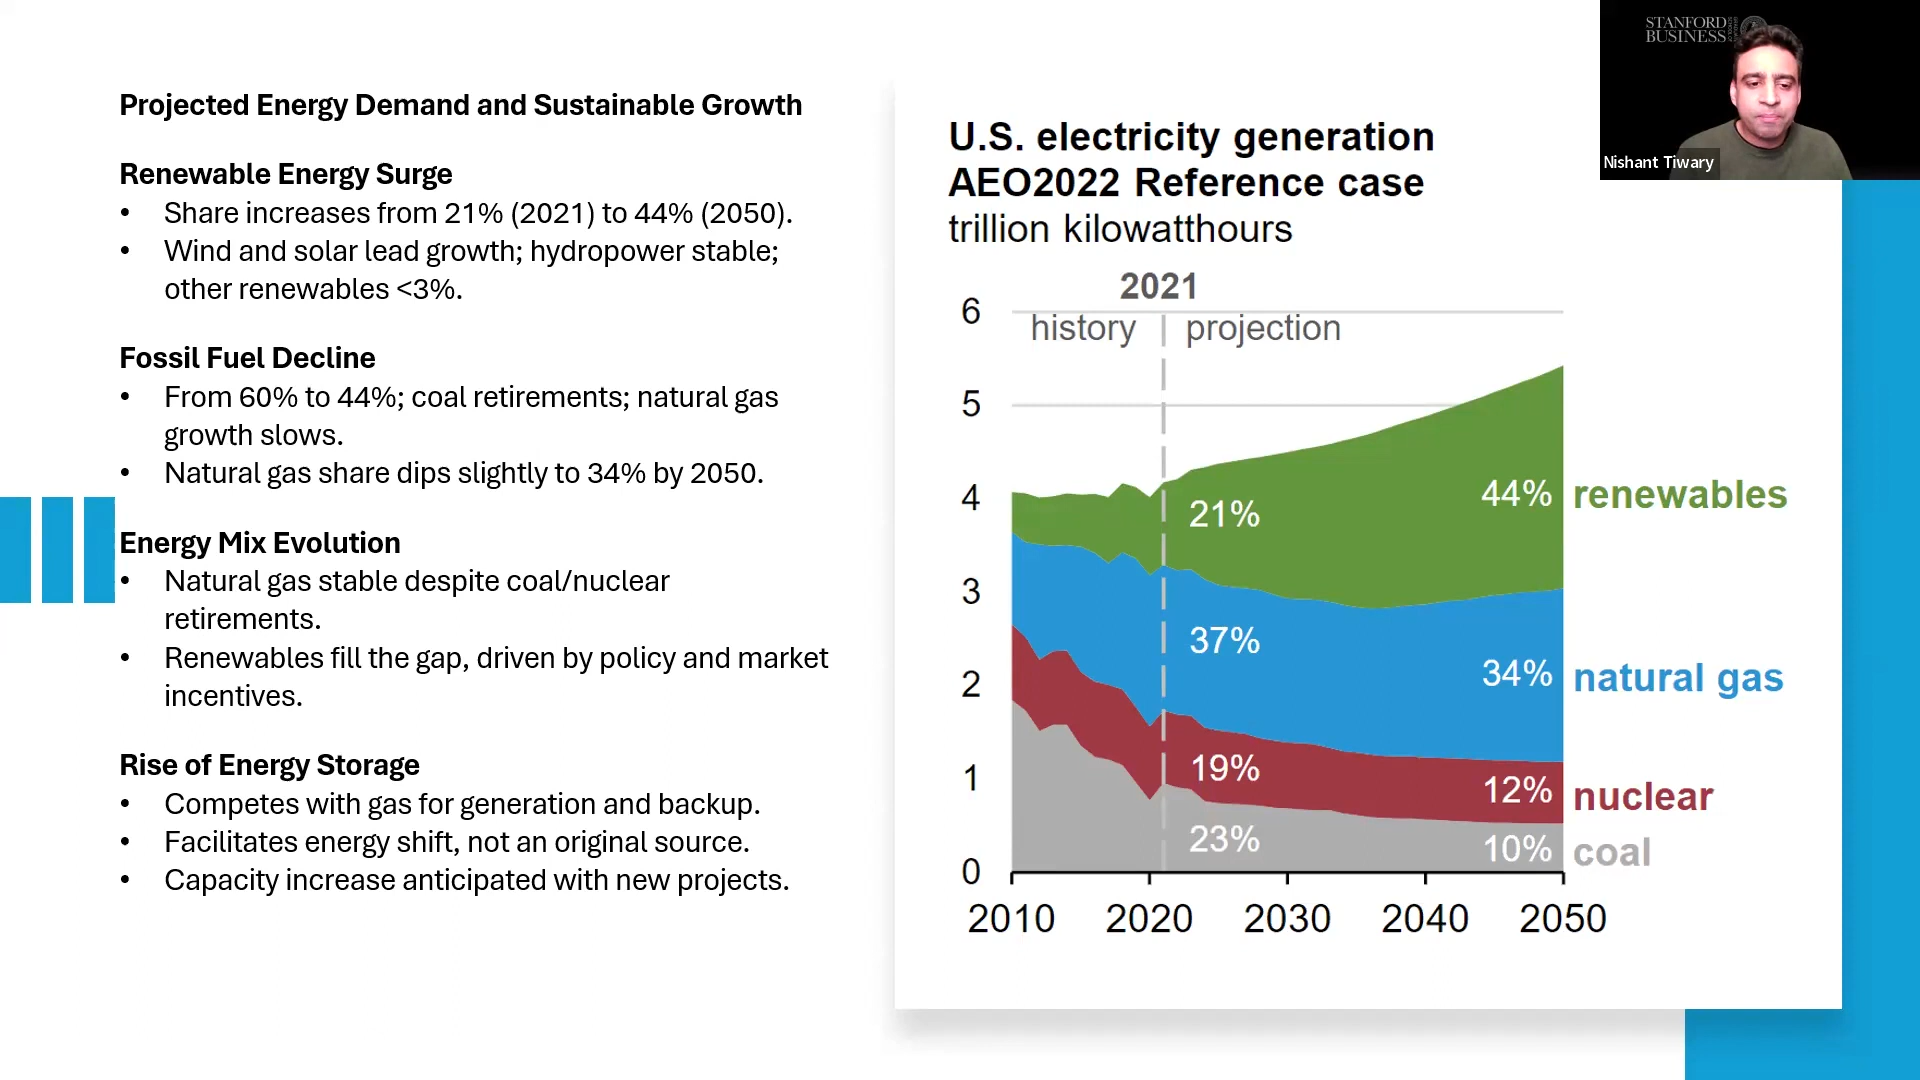 Projected Energy Demand and Sustainable Growth
Renewable Energy Surge
• Share increases from 21% (2021) to 44% (2050).
• Wind and solar lead growth; hydropower stable;
other renewables <3%.
Fossil Fuel Decline
• From 60% to 44%; coal retirements; natural gas
growth slows.
• Natural gas share dips slightly to 34% by 2050.
Energy Mix Evolution
• Natural gas stable despite coal/nuclear
retirements.
• Renewables fill the gap, driven by policy and market
incentives.
Rise of Energy Storage
• Competes with gas for generation and backup.
• Facilitates energy shift, not an original source.
• Capacity increase anticipated with new projects.
U.S. electricity generation
AEO2022 Reference case
trillion kilowatthours
2021
history projection
6
5
4
3
2
1
0
21%
44% renewables
37%
34% natural gas
19%
12% nuclear
23%
10% coal
2010 2020 2030 2040 2050
STANFORD
BUSINESS
Nishant Tiwary